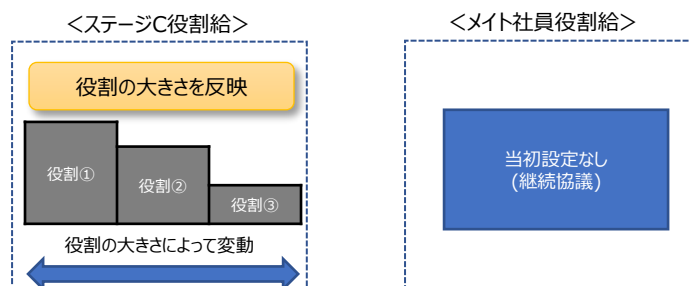 <ステージC役割給>
役割の大きさを反映
役割①
役割②
役割③
役割の大きさによって変動
<メイト社員役割給>
当初設定なし
(継続協議)